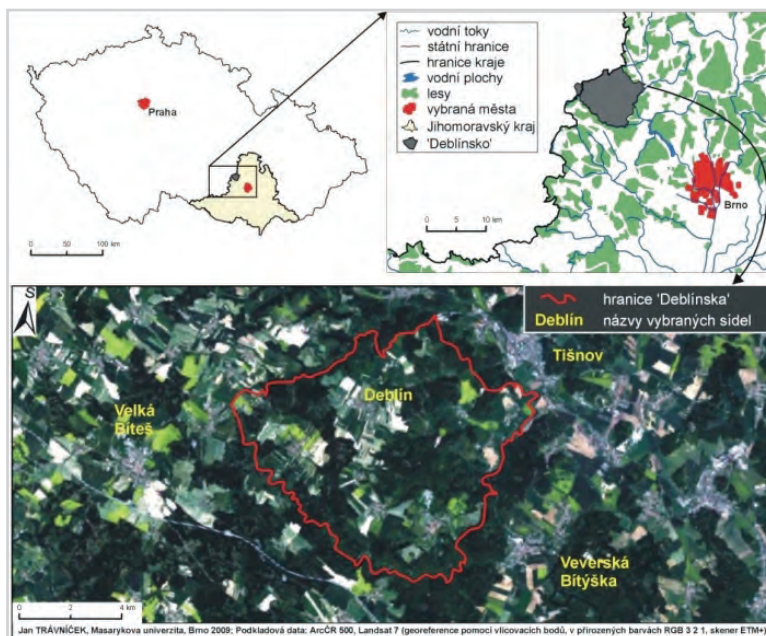 Praha
0 50 100 km
vodní toky
státní hranice
hranice kraje
vodní plochy
lesy
vybraná města
Jihomoravský kraj
'Deblínsko'
0 5 10 km
Brno
S
hranice 'Deblínska'
Deblín názvy vybraných sídel
Tišnov
Deblín
Velká
Bíteš
Veverská
Bítýška
0 2 4 km
Jan TRÁVNÍČEK, Masarykova univerzita, Brno 2009; Podkladová data: ArcČR 500, Landsat 7 (georeference pomocí vlícovacích bodů, v přirozených barvách RGB 3 2 1, skener ETM+)